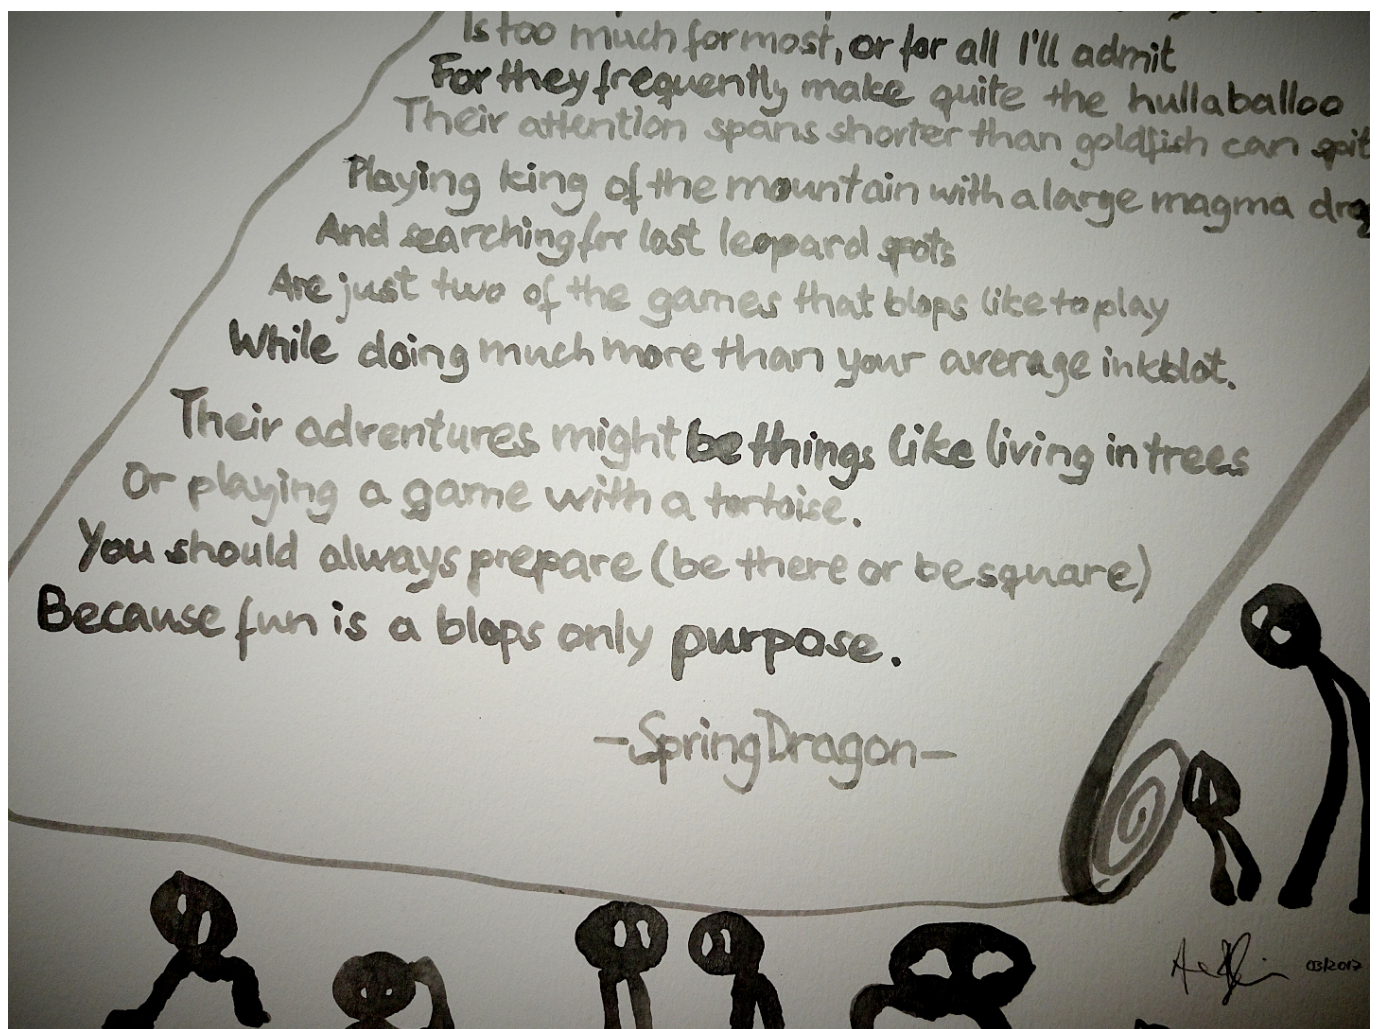 Is too much for most, or for all I'll admit
For they frequently make quite the hullaballoo
Their attention spans shorter than goldfish can spit
Playing king of the mountain with a large magma
And searching for lost leopard spots
Are just two of the games that blops like to play
While doing much more than your average inkblot.
Their adventures might be things like living in trees
Or playing a game with a tortoise.
You should always prepare (be there or be square)
Because fun is a blops only purpose.
-SpringDragon-
03/2017